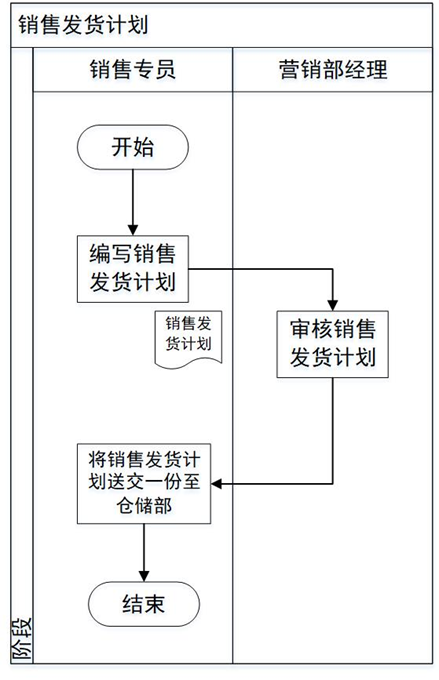 销售发货计划
销售专员
营销部经理
开始
编写销售
发货计划
销售发
货计划
审核销售
发货计划
将销售发货计
划送交一份至
仓储部
结束
阶段